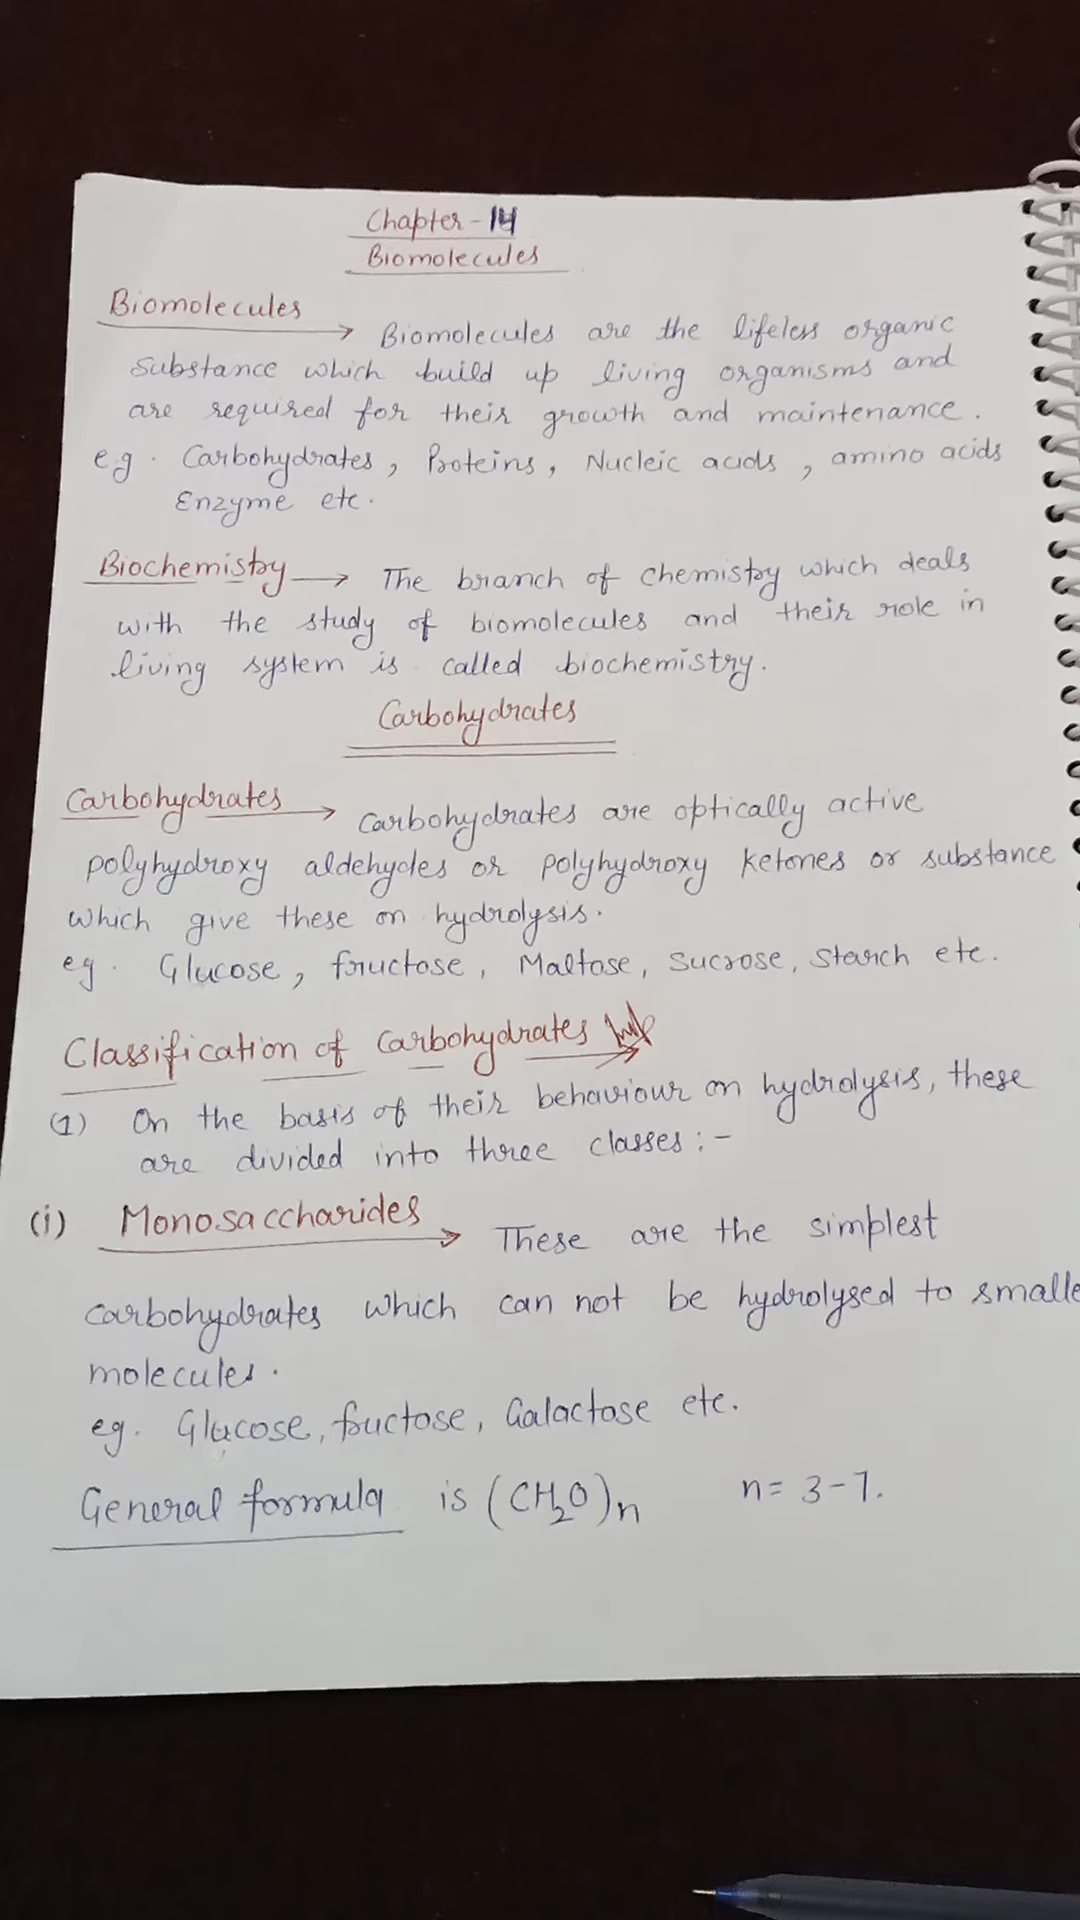 Chapter-14
Biomolecules
Biomolecules
→ Biomolecules are the lifeless organic
substance which build up living organisms and
are required for their growth and maintenance.
e.g. Carbohydrates, Proteins, Nucleic acids, amino acids
Enzyme etc.
Biochemistry → The branch of chemistry which deals
with the study of biomolecules and their role in
living system is called biochemistry.
Carbohydrates
Carbohydrates → Carbohydrates are optically active
polyhydroxy aldehydes or polyhydroxy ketones or substance
which give these on hydrolysis.
eg. Glucose, fructose, Maltose, sucrose, starch etc.
Classification of Carbohydrates Imp
(1) On the basis of their behaviour on hydrolysis, these
are divided into three classes:-
(i) Monosaccharides → These are the simplest
carbohydrates which can not be hydrolysed to smalle
molecules.
eg. Glucose, fructose, Galactose etc.
General formula is (CH₂O)n n= 3-7.